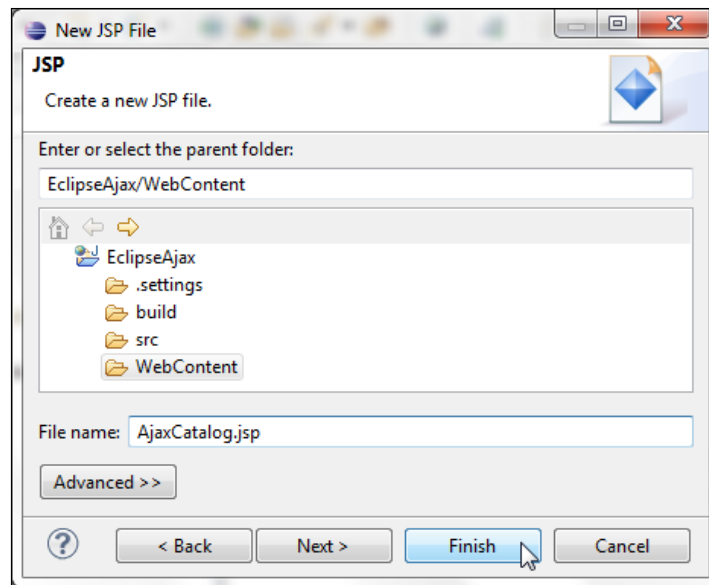 New JSP File
JSP
Create a new JSP file.
Enter or select the parent folder:
EclipseAjax/WebContent
EclipseAjax
.settings
build
src
WebContent
File name: AjaxCatalog.jsp
Advanced >>
? < Back Next > Finish Cancel